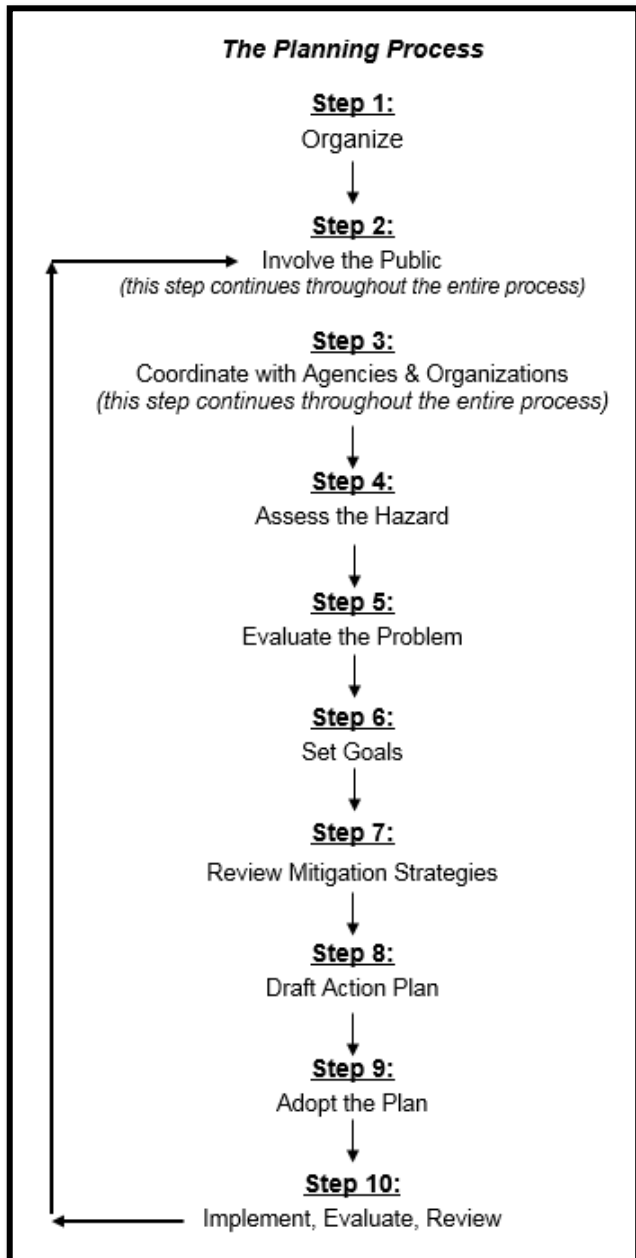 The Planning Process
Step 1:
Organize
Step 2:
Involve the Public
(this step continues throughout the entire process)
Step 3:
Coordinate with Agencies & Organizations
(this step continues throughout the entire process)
Step 4:
Assess the Hazard
Step 5:
Evaluate the Problem
Step 6:
Set Goals
Step 7:
Review Mitigation Strategies
Step 8:
Draft Action Plan
Step 9:
Adopt the Plan
Step 10:
Implement, Evaluate, Review